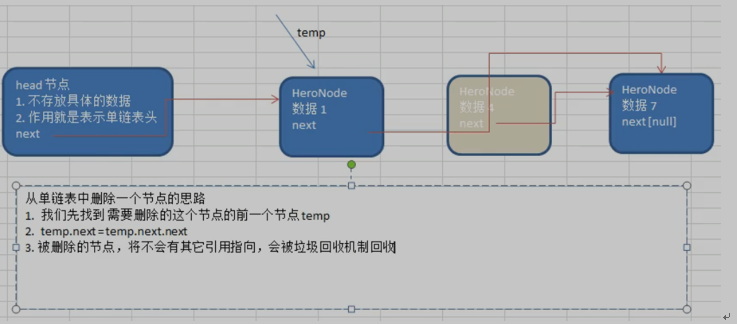 temp
head 节点
1. 不存放具体的数据
2. 作用就是表示单链表头
next
HeroNode
数据 1
next
HeroNode
数据 4
next
HeroNode
数据 7
next [null]
从单链表中删除一个节点的思路
1. 我们先找到 需要删除的这个节点的前一个节点 temp
2. temp.next = temp.next.next
3. 被删除的节点，将不会有其它引用指向，会被垃圾回收机制回收